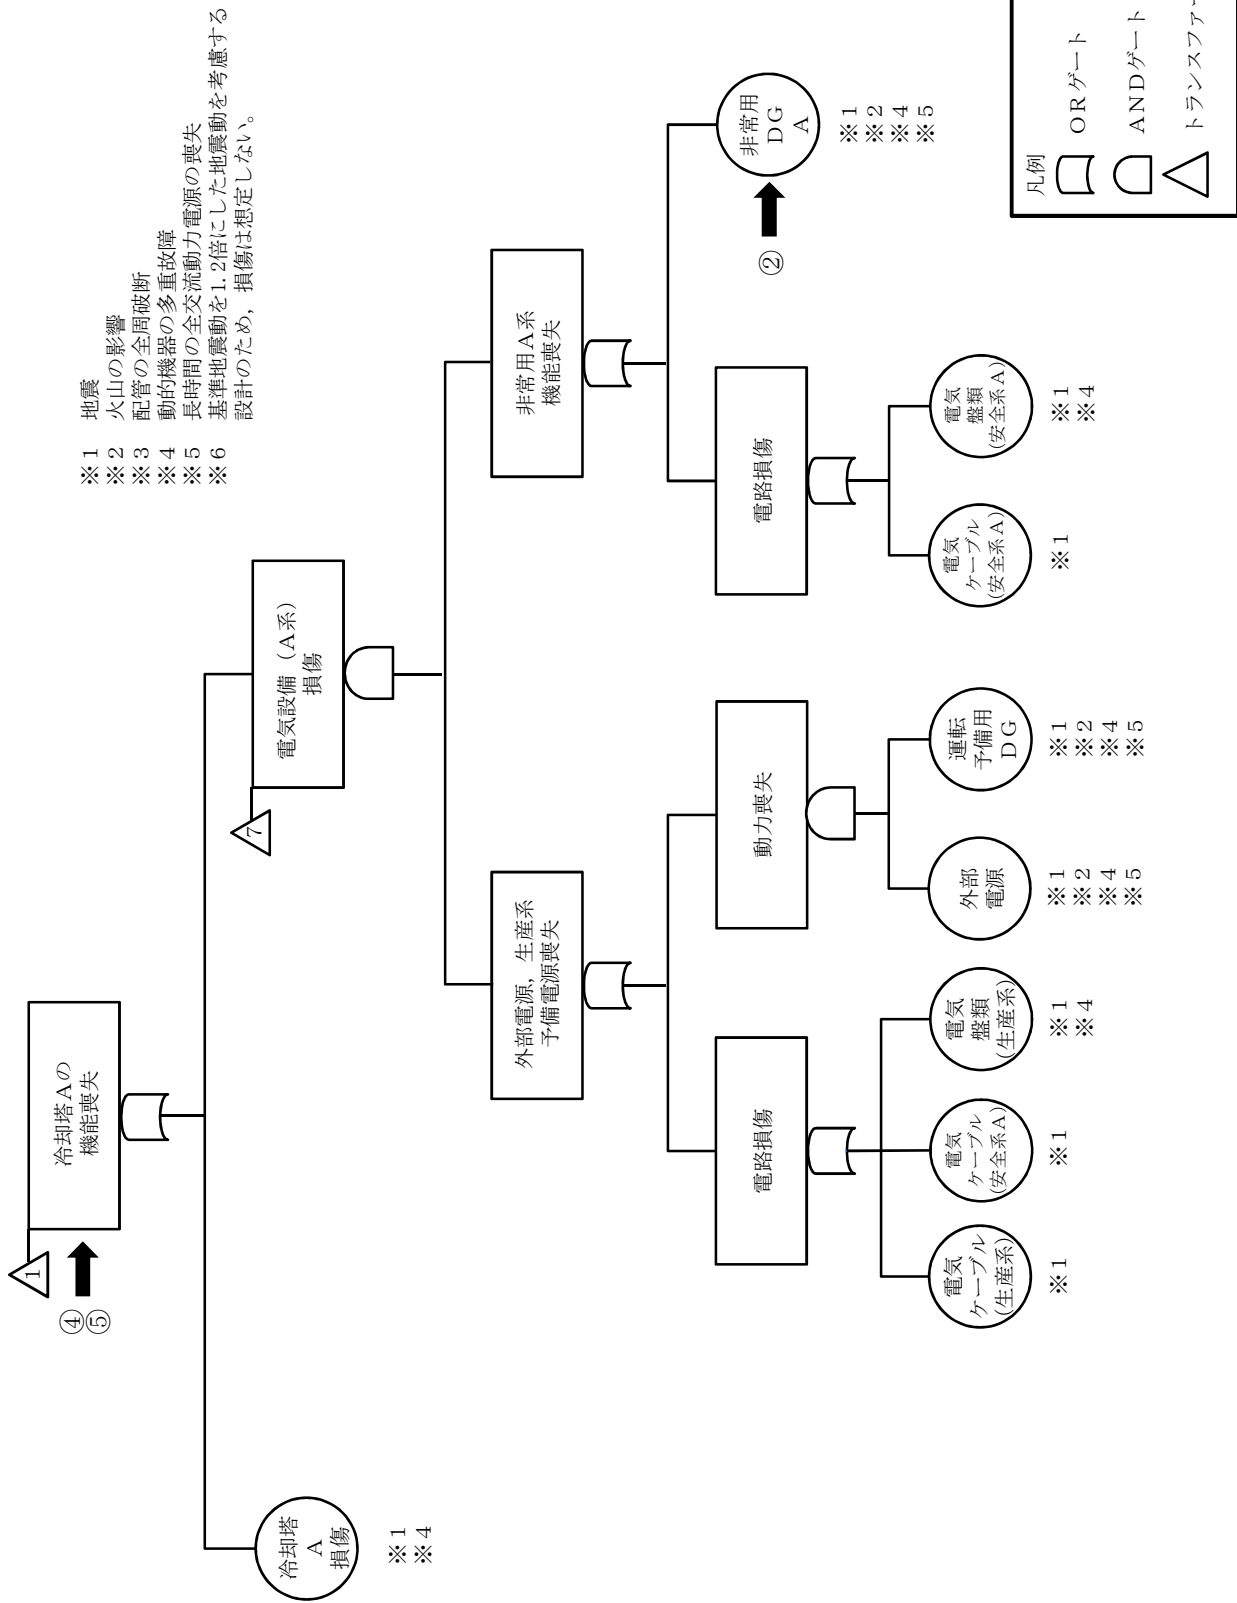 ※1 地震
※2 火山の影響
※3 配管の全周破断
※4 動的機器の多重故障
※5 長時間の全交流動力電源の喪失
※6 基準地震動を1.2倍にした地震動を考慮する
設計のため，損傷は想定しない。
1
④
⑤
冷却塔Aの
機能喪失
冷却塔
A
損傷
※1
※4
7
電気設備（A系）
損傷
外部電源，生産系
予備電源喪失
非常用A系
機能喪失
電路損傷
動力喪失
電路損傷
②
非常用
DG
A
※1
※2
※4
※5
電気
ケーブル
(生産系)
※1
電気
ケーブル
(安全系A)
※1
電気
盤類
(生産系)
※1
※4
外部
電源
※1
※2
※4
※5
運転
予備用
DG
※1
※2
※4
※5
電気
ケーブル
(安全系A)
※1
電気
盤類
(安全系A)
※1
※4
凡例
ORゲート
ANDゲート
トランスファー